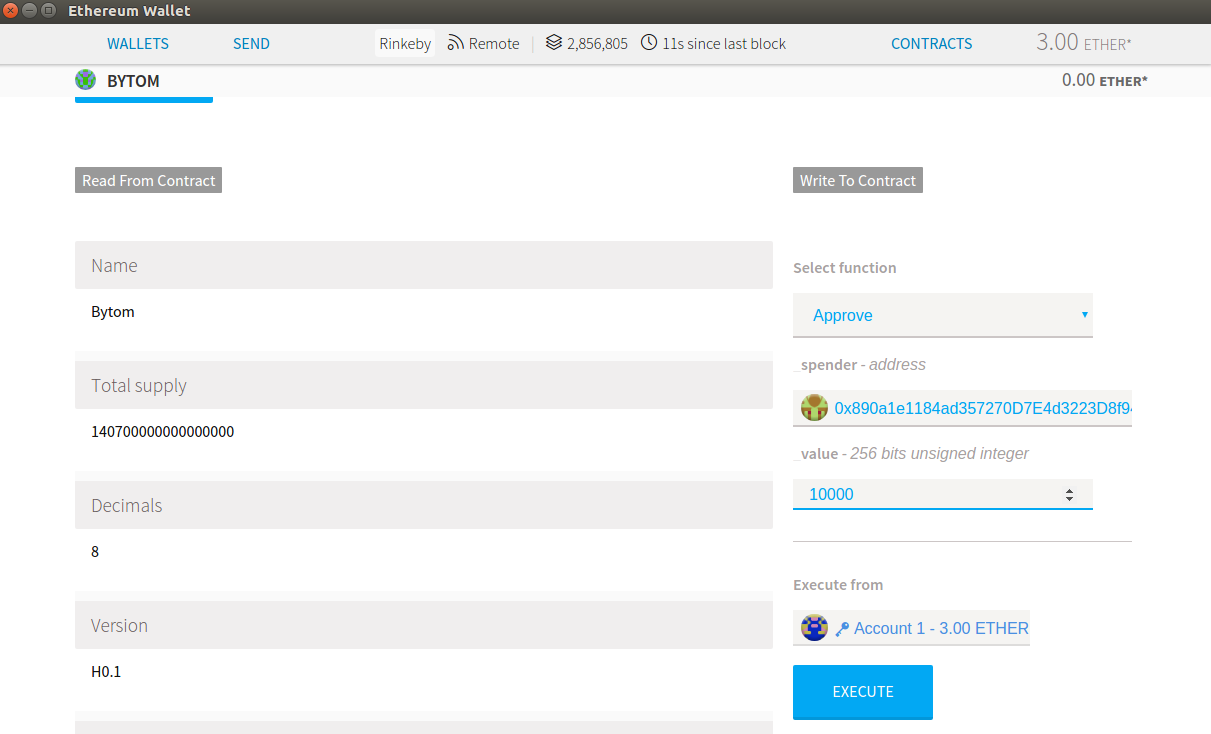 Ethereum Wallet
WALLETS SEND Rinkeby Remote 2,856,805 11s since last block CONTRACTS 3.00 ETHER*
BYTOM 0.00 ETHER*
Read From Contract
Name
Bytom
Total supply
140700000000000000
Decimals
8
Version
H0.1
Write To Contract
Select function
Approve
_spender - address
0x890a1e1184ad357270D7E4d3223D8f94
_value - 256 bits unsigned integer
10000
Execute from
Account 1 - 3.00 ETHER
EXECUTE